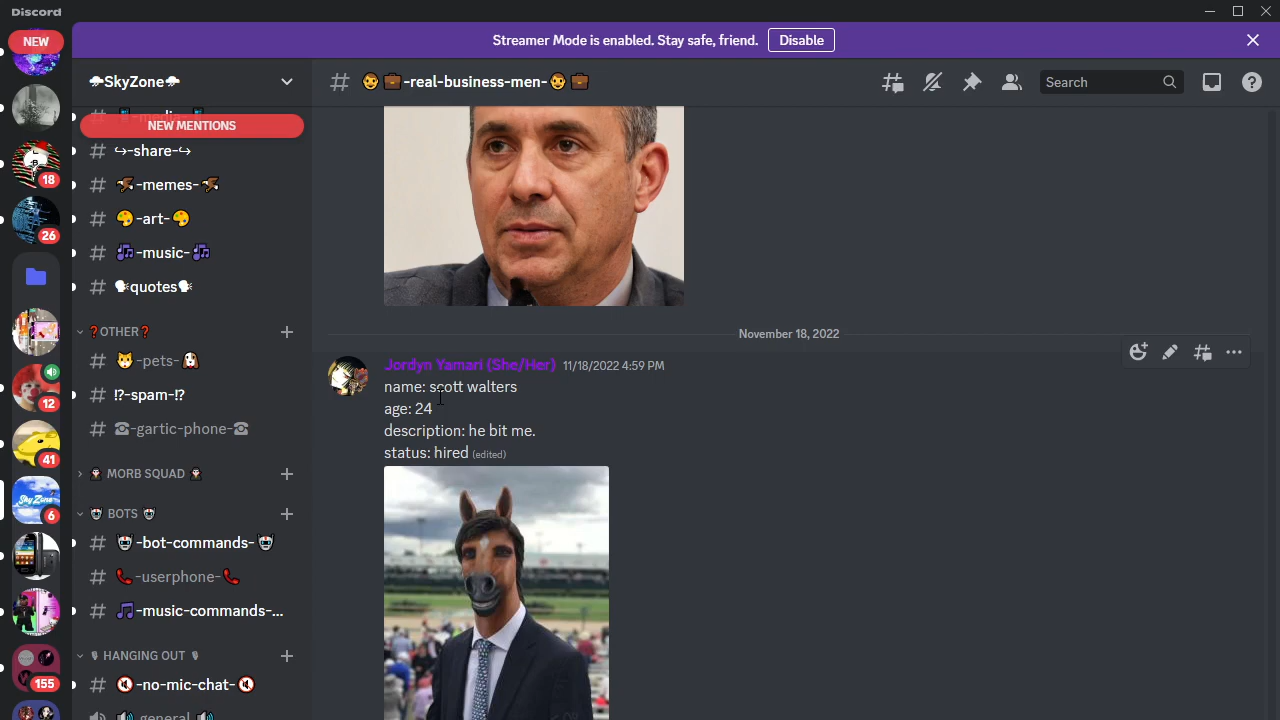 Discord
NEW
Streamer Mode is enabled. Stay safe, friend.
Disable
🌩SkyZone🌩
# 👨💼-real-business-men-👨💼
Search
# 📱-media-📱
NEW MENTIONS
# ↪-share-↪
# -memes-
# 🎨-art-🎨
# 🎶-music-🎶
# 🗣quotes🗣
❓OTHER❓
# 🐱-pets-🐶
# ⁉-spam-⁉
# ☎-gartic-phone-☎
🧛🏻 MORB SQUAD 🧛🏻
🤖 BOTS 🤖
# 🤖-bot-commands-🤖
# 📞-userphone-📞
# 🎵-music-commands-...
🎙 HANGING OUT 🎙
# 🔇-no-mic-chat-🔇
🔊-general-🔊
18
26
12
41
Sky Zone
6
155
November 18, 2022
Jordyn Yamari (She/Her) 11/18/2022 4:59 PM
name: scott walters
age: 24
description: he bit me.
status: hired (edited)